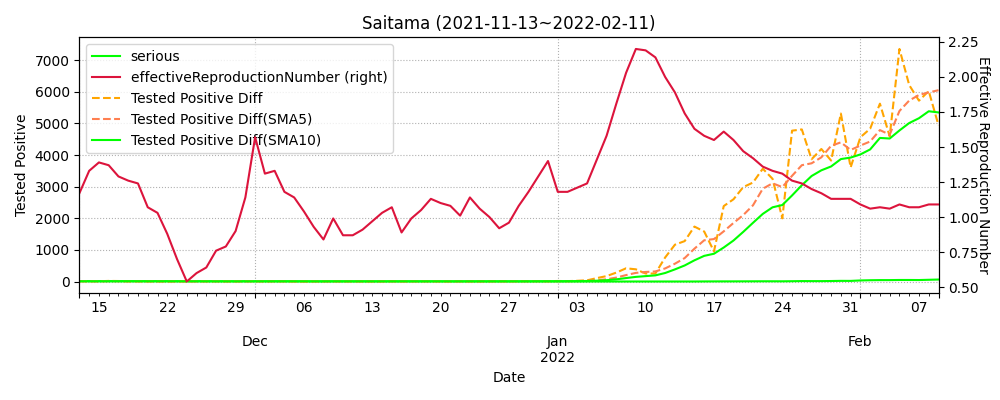 Saitama (2021-11-13~2022-02-11)
serious
effectiveReproductionNumber (right)
Tested Positive Diff
Tested Positive Diff(SMA5)
Tested Positive Diff(SMA10)
Tested Positive
7000
6000
5000
4000
3000
2000
1000
0
2.25
2.00
1.75
1.50
1.25
1.00
0.75
0.50
Effective Reproduction Number
15 22 29 06 13 20 27 03 10 17 24 31 07
Dec Jan Feb
2022
Date